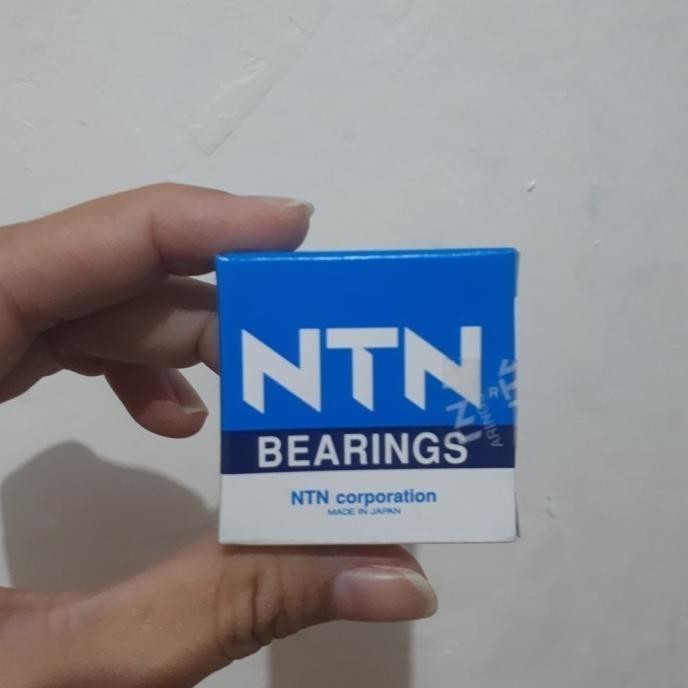 NTN
R
BEARINGS
NTN corporation
MADE IN JAPAN